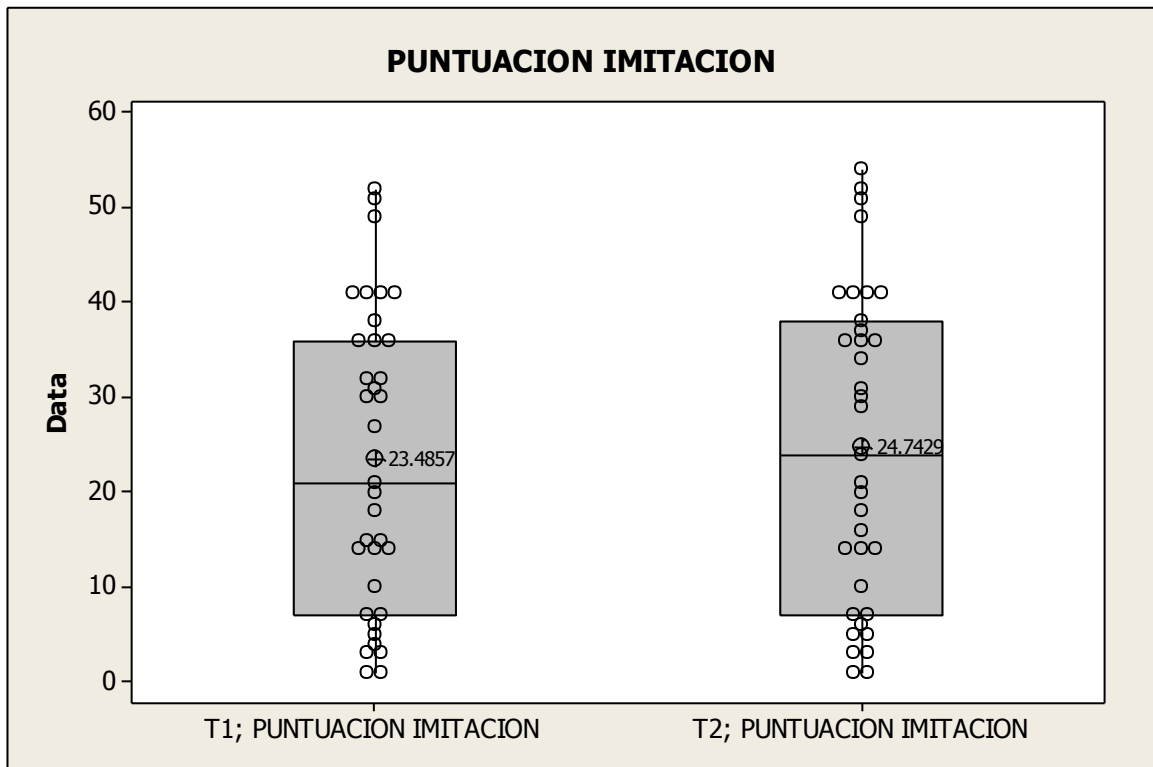 PUNTUACION IMITACION
60
50
40
30
20
10
0
Data
23.4857
24.7429
T1; PUNTUACION IMITACION
T2; PUNTUACION IMITACION